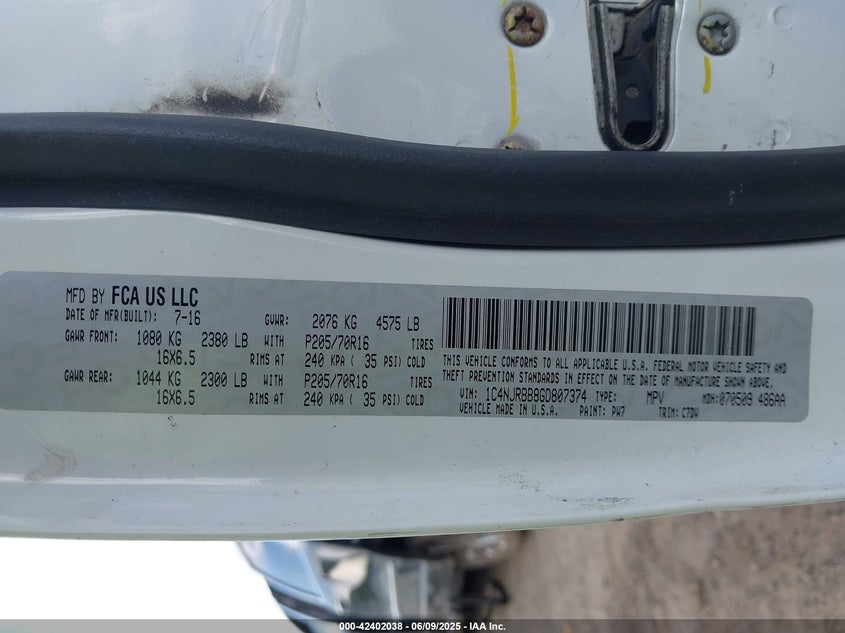 MFD BY FCA US LLC
DATE OF MFR(BUILT): 7-16 GVWR: 2076 KG 4575 LB
GAWR FRONT: 1080 KG 2380 LB WITH P205/70R16 TIRES
16X6.5 RIMS AT 240 KPA ( 35 PSI) COLD
GAWR REAR: 1044 KG 2300 LB WITH P205/70R16 TIRES
16X6.5 RIMS AT 240 KPA ( 35 PSI) COLD
THIS VEHICLE CONFORMS TO ALL APPLICABLE U.S.A. FEDERAL MOTOR VEHICLE SAFETY AND
THEFT PREVENTION STANDARDS IN EFFECT ON THE DATE OF MANUFACTURE SHOWN ABOVE.
VIN: 1C4NJRBB8GD807374 TYPE: MPV MDH: 070509 486AA
VEHICLE MADE IN U.S.A. PAINT: PW7 TRIM: C7DV
000-42402038 - 06/09/2025 - IAA Inc.